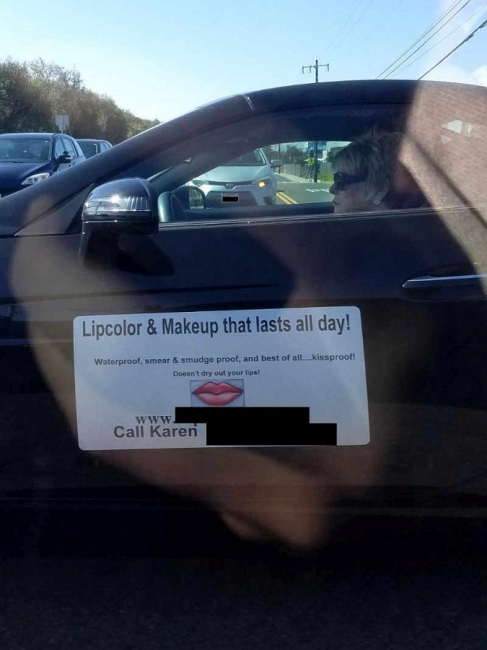 Lipcolor & Makeup that lasts all day!
Waterproof, smear & smudge proof, and best of all....kissproof!
Doesn't dry out your lips!
www.
Call Karen